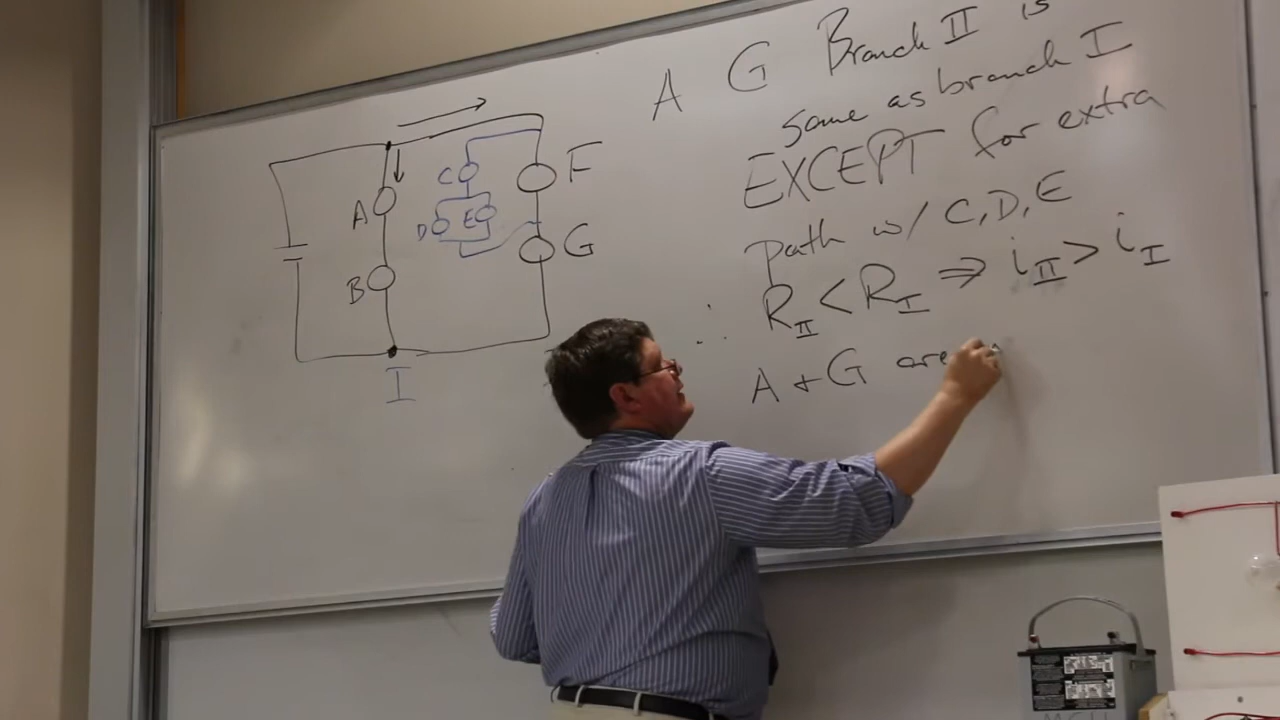 A G Branch II is
same as branch I
EXCEPT for extra
path w/ C, D, E
∴ R_II < R_I ⇒ i_II > i_I
A + G are
A
B
I
C
D
E
F
G